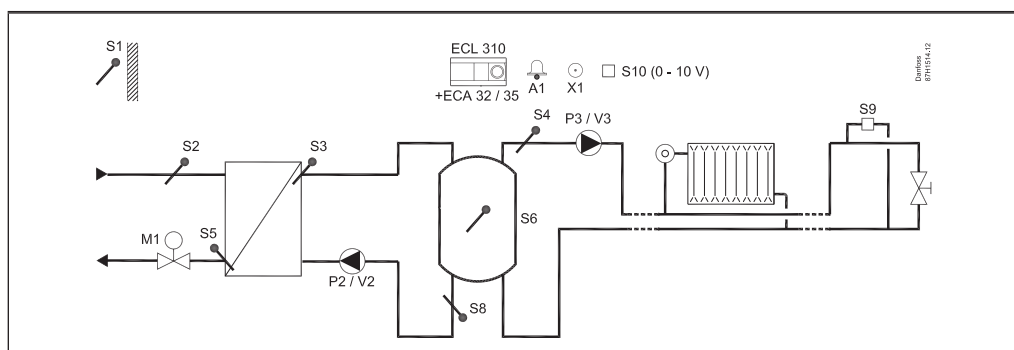 S1
ECL 310
+ECA 32 / 35
A1
X1
S10 (0 - 10 V)
Danfoss
87H1514.12
S2
S3
S4
P3 / V3
S9
S6
M1
S5
P2 / V2
S8